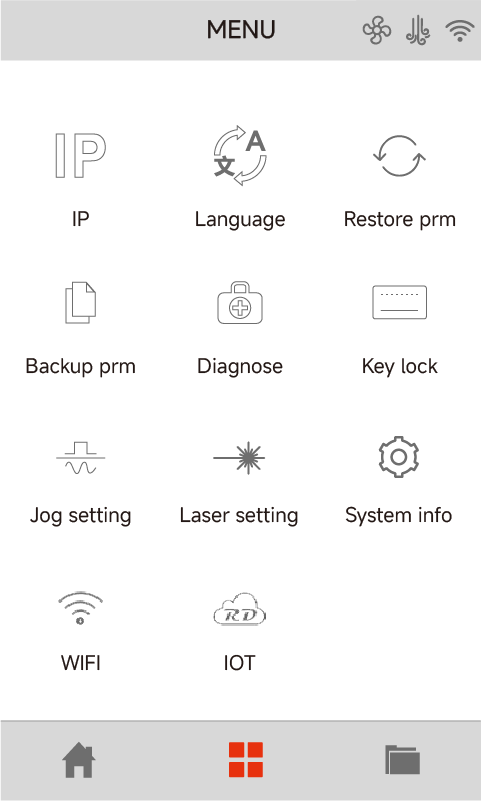 MENU
IP
A
文
IP Language Restore prm
Backup prm Diagnose Key lock
Jog setting Laser setting System info
RD
WIFI IOT